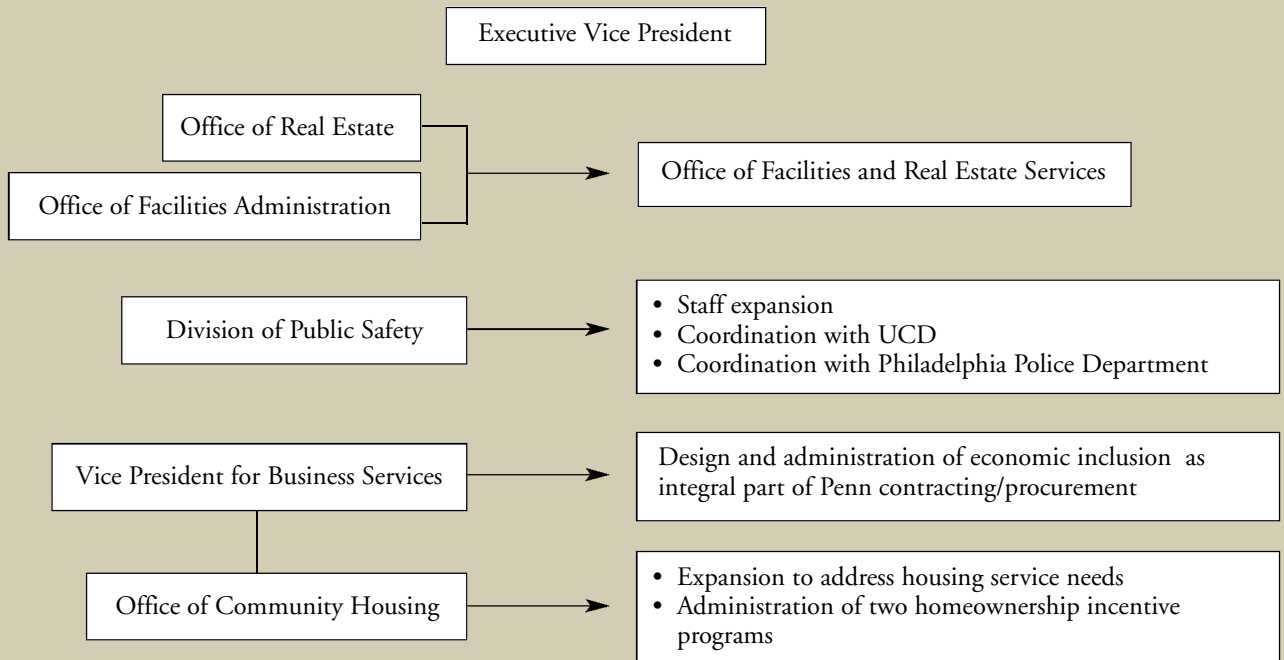 Executive Vice President
Office of Real Estate
Office of Facilities Administration
Office of Facilities and Real Estate Services
Division of Public Safety
• Staff expansion
• Coordination with UCD
• Coordination with Philadelphia Police Department
Vice President for Business Services
Design and administration of economic inclusion as
integral part of Penn contracting/procurement
Office of Community Housing
• Expansion to address housing service needs
• Administration of two homeownership incentive
programs